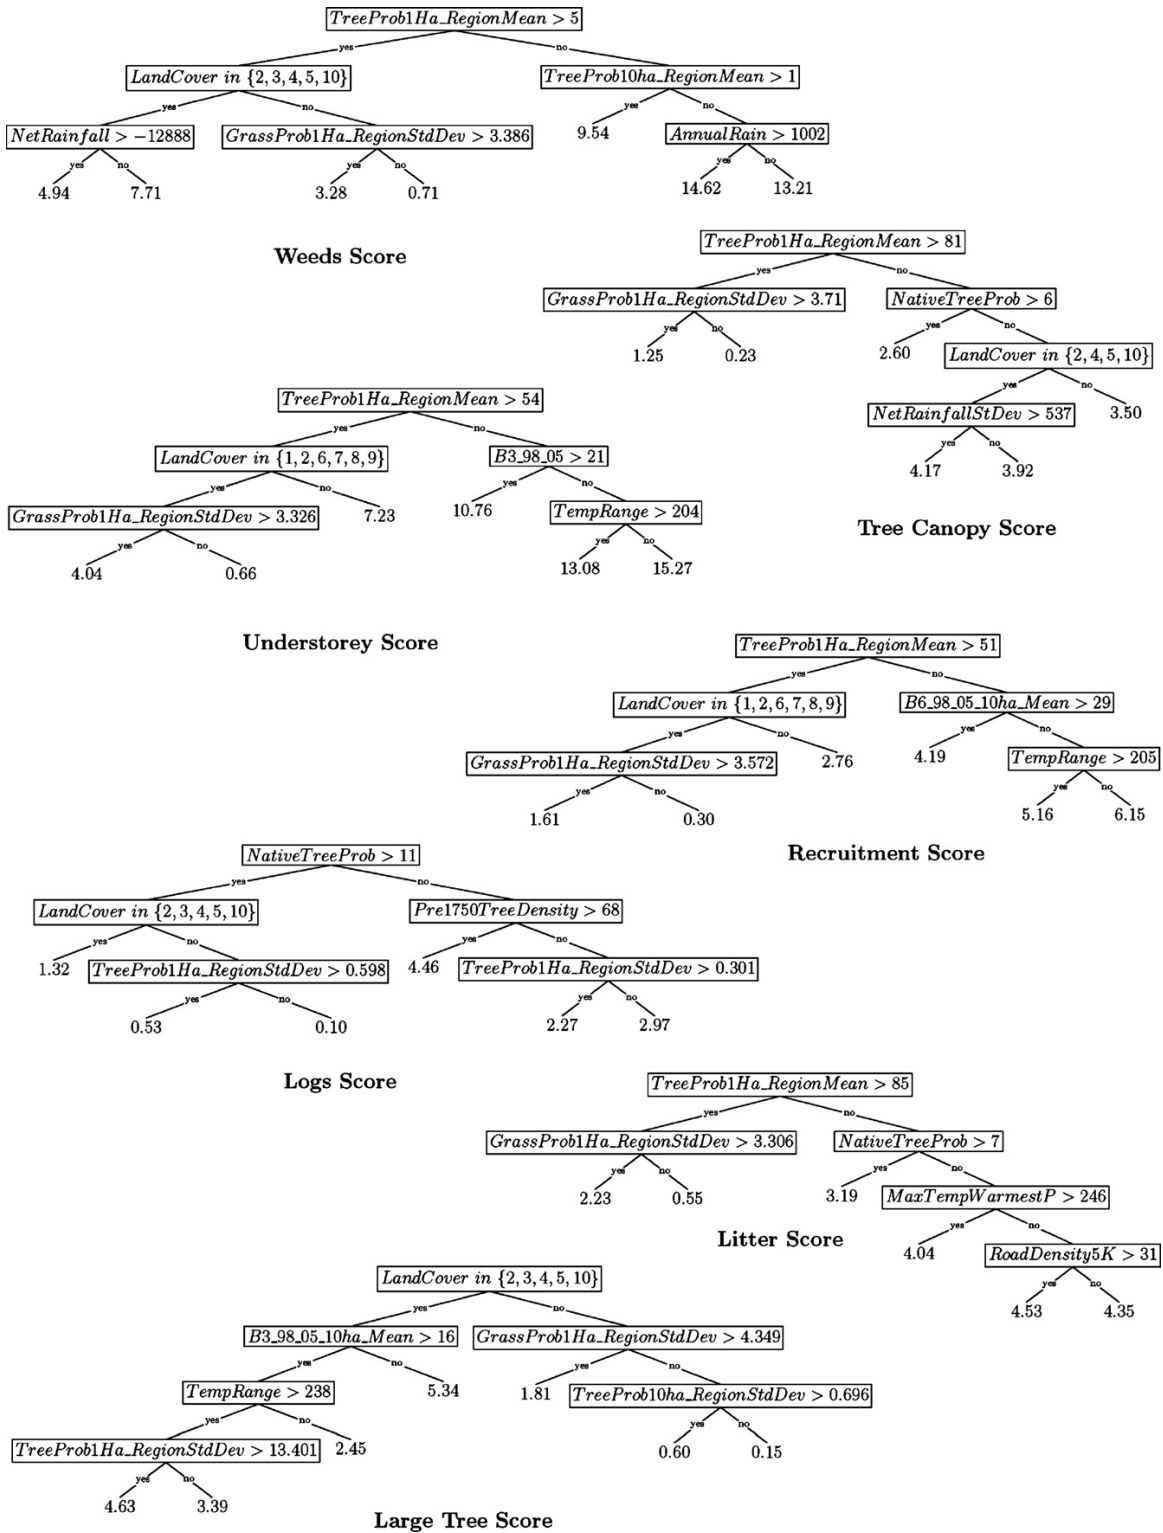 TreeProb1Ha_RegionMean > 5
yes no
LandCover in {2, 3, 4, 5, 10} TreeProb10ha_RegionMean > 1
yes no yes no
NetRainfall > −12888 GrassProb1Ha_RegionStdDev > 3.386 9.54 AnnualRain > 1002
yes no yes no yes no
4.94 7.71 3.28 0.71 14.62 13.21
Weeds Score
TreeProb1Ha_RegionMean > 81
yes no
GrassProb1Ha_RegionStdDev > 3.71 NativeTreeProb > 6
yes no yes no
1.25 0.23 2.60 LandCover in {2, 4, 5, 10}
yes no
NetRainfallStDev > 537 3.50
yes no
4.17 3.92
Tree Canopy Score
TreeProb1Ha_RegionMean > 54
yes no
LandCover in {1, 2, 6, 7, 8, 9} B3_98_05 > 21
yes no yes no
GrassProb1Ha_RegionStdDev > 3.326 7.23 10.76 TempRange > 204
yes no yes no
4.04 0.66 13.08 15.27
Understorey Score
TreeProb1Ha_RegionMean > 51
yes no
LandCover in {1, 2, 6, 7, 8, 9} B6_98_05_10ha_Mean > 29
yes no yes no
GrassProb1Ha_RegionStdDev > 3.572 2.76 4.19 TempRange > 205
yes no yes no
1.61 0.30 5.16 6.15
Recruitment Score
NativeTreeProb > 11
yes no
LandCover in {2, 3, 4, 5, 10} Pre1750TreeDensity > 68
yes no yes no
1.32 TreeProb1Ha_RegionStdDev > 0.598 4.46 TreeProb1Ha_RegionStdDev > 0.301
yes no yes no
0.53 0.10 2.27 2.97
Logs Score
TreeProb1Ha_RegionMean > 85
yes no
GrassProb1Ha_RegionStdDev > 3.306 NativeTreeProb > 7
yes no yes no
2.23 0.55 3.19 MaxTempWarmestP > 246
yes no
4.04 RoadDensity5K > 31
yes no
4.53 4.35
Litter Score
LandCover in {2, 3, 4, 5, 10}
yes no
B3_98_05_10ha_Mean > 16 GrassProb1Ha_RegionStdDev > 4.349
yes no yes no
TempRange > 238 5.34 1.81 TreeProb10ha_RegionStdDev > 0.696
yes no yes no
TreeProb1Ha_RegionStdDev > 13.401 2.45 0.60 0.15
yes no
4.63 3.39
Large Tree Score